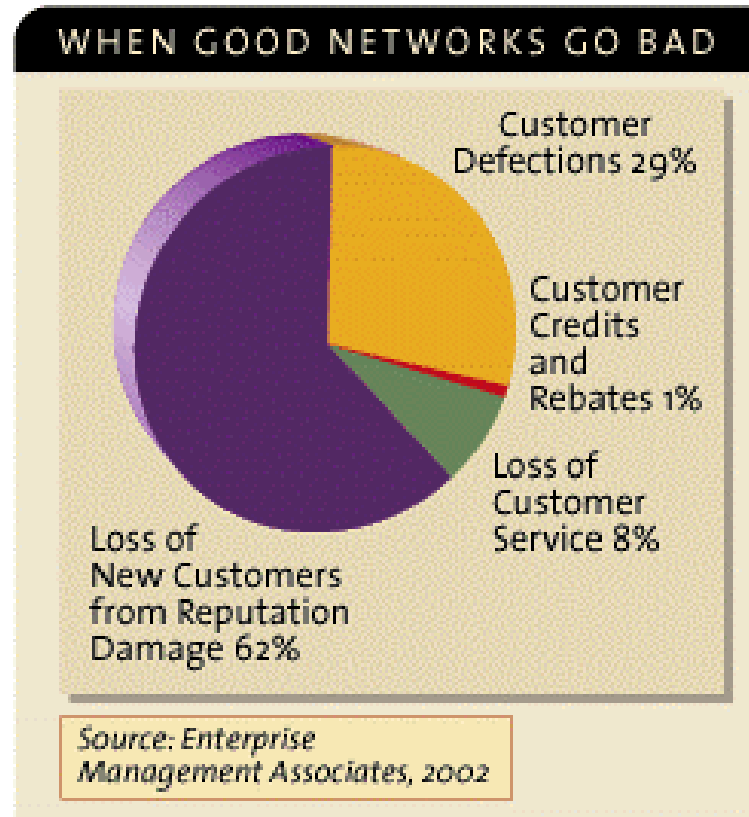 WHEN GOOD NETWORKS GO BAD
Customer
Defections 29%
Customer
Credits
and
Rebates 1%
Loss of
Customer
Service 8%
Loss of
New Customers
from Reputation
Damage 62%
Source: Enterprise
Management Associates, 2002